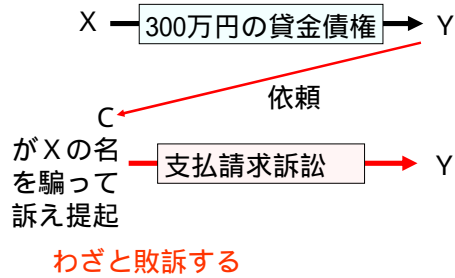 X 300万円の貸金債権 Y
依頼
C
がXの名
を騙って
訴え提起
支払請求訴訟 Y
わざと敗訴する